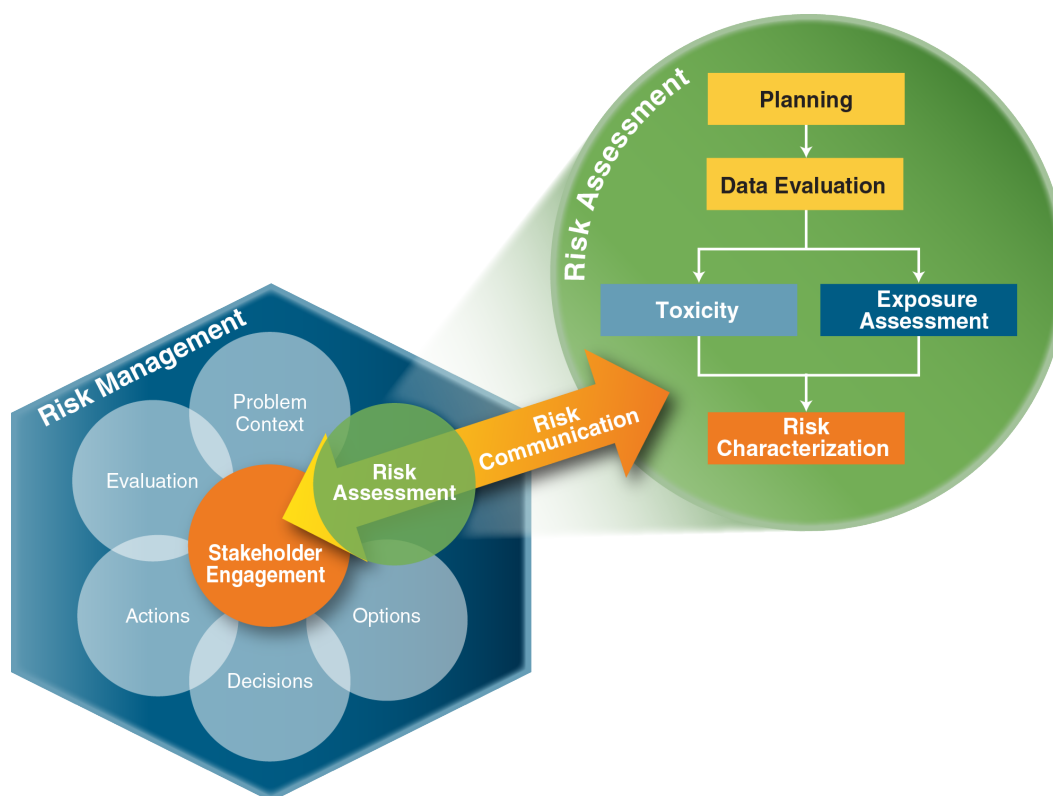 Risk Management
Problem
Context
Evaluation
Risk
Assessment
Stakeholder
Engagement
Actions
Options
Decisions
Risk
Communication
Risk Assessment
Planning
Data Evaluation
Toxicity
Exposure
Assessment
Risk
Characterization